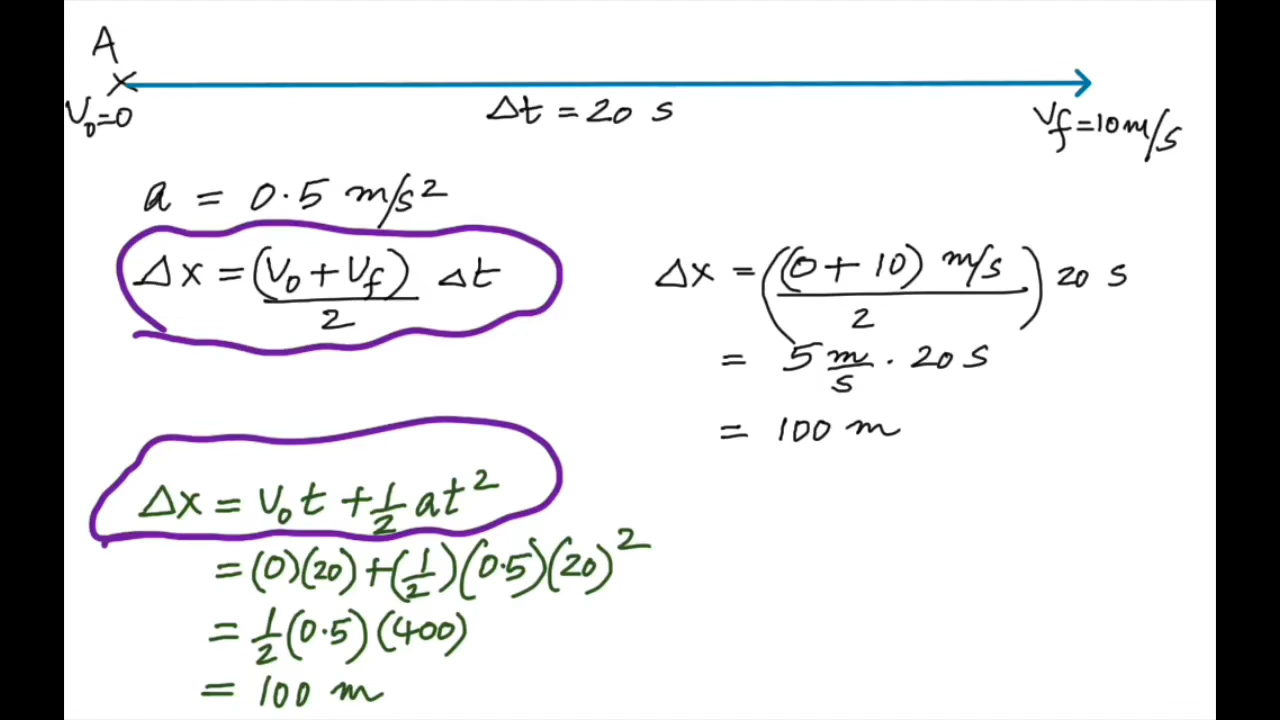 A
V₀=0
Δt = 20 s
Vf=10m/s
a = 0.5 m/s²
Δx = (V₀ + Vf)/2 Δt
Δx = ((0 + 10) m/s / 2) 20 s
= 5 m/s · 20 s
= 100 m
Δx = V₀t + 1/2 at²
= (0)(20) + (1/2)(0.5)(20)²
= 1/2 (0.5)(400)
= 100 m